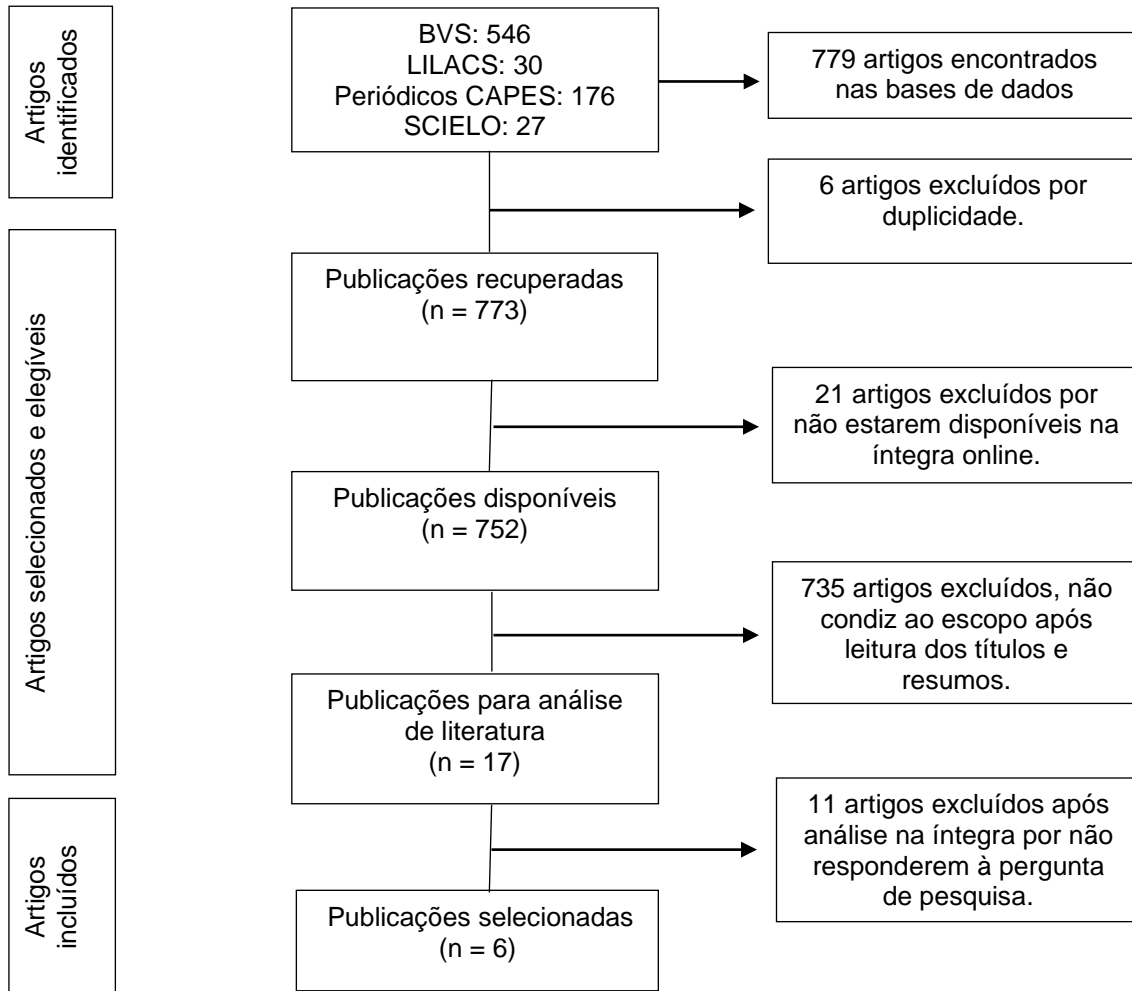 Artigos
identificados
BVS: 546
LILACS: 30
Periódicos CAPES: 176
SCIELO: 27
779 artigos encontrados
nas bases de dados
6 artigos excluídos por
duplicidade.
Artigos selecionados e elegíveis
Publicações recuperadas
(n = 773)
21 artigos excluídos por
não estarem disponíveis na
íntegra online.
Publicações disponíveis
(n = 752)
735 artigos excluídos, não
condiz ao escopo após
leitura dos títulos e
resumos.
Publicações para análise
de literatura
(n = 17)
11 artigos excluídos após
análise na íntegra por não
responderem à pergunta
de pesquisa.
Artigos
incluídos
Publicações selecionadas
(n = 6)